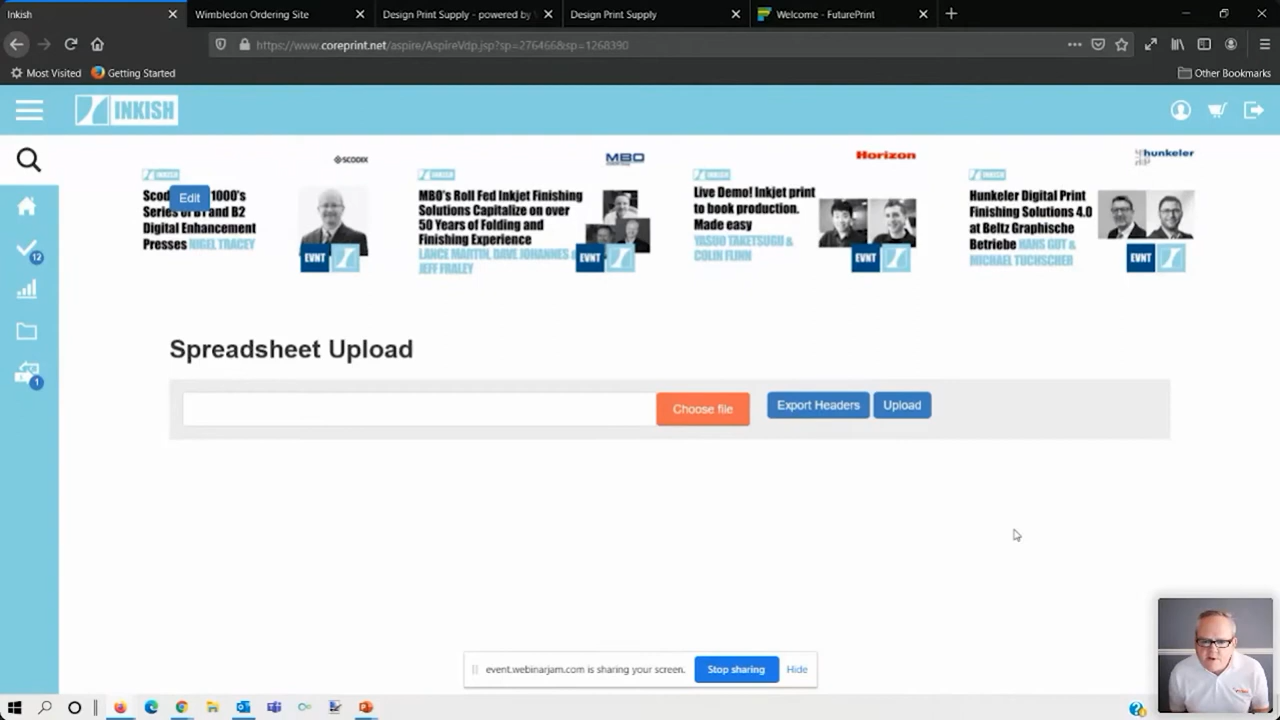 Inkish
Wimbledon Ordering Site
Design Print Supply - powered by
Design Print Supply
Welcome - FuturePrint
https://www.coreprint.net/aspire/AspireVdp.jsp?sp=276466&sp=1268390
Most Visited
Getting Started
Other Bookmarks
INKISH
SCODIX
INKISH
Scod
Edit
1000's
Series of B1 and B2
Digital Enhancement
Presses NIGEL TRACEY
EVNT
MBO
INKISH
MBO's Roll Fed Inkjet Finishing
Solutions Capitalize on over
50 Years of Folding and
Finishing Experience
LANCE MARTIN, DAVE JOHANNES &
JEFF FRALEY
EVNT
Horizon
INKISH
Live Demo! Inkjet print
to book production.
Made easy
YASUO TAKETSUGU &
COLIN FLINN
EVNT
hunkeler
INKISH
Hunkeler Digital Print
Finishing Solutions 4.0
at Beltz Graphische
Betriebe HANS GUT &
MICHAEL TUCHSCHER
EVNT
12
1
Spreadsheet Upload
Choose file
Export Headers
Upload
event.webinarjam.com is sharing your screen.
Stop sharing
Hide